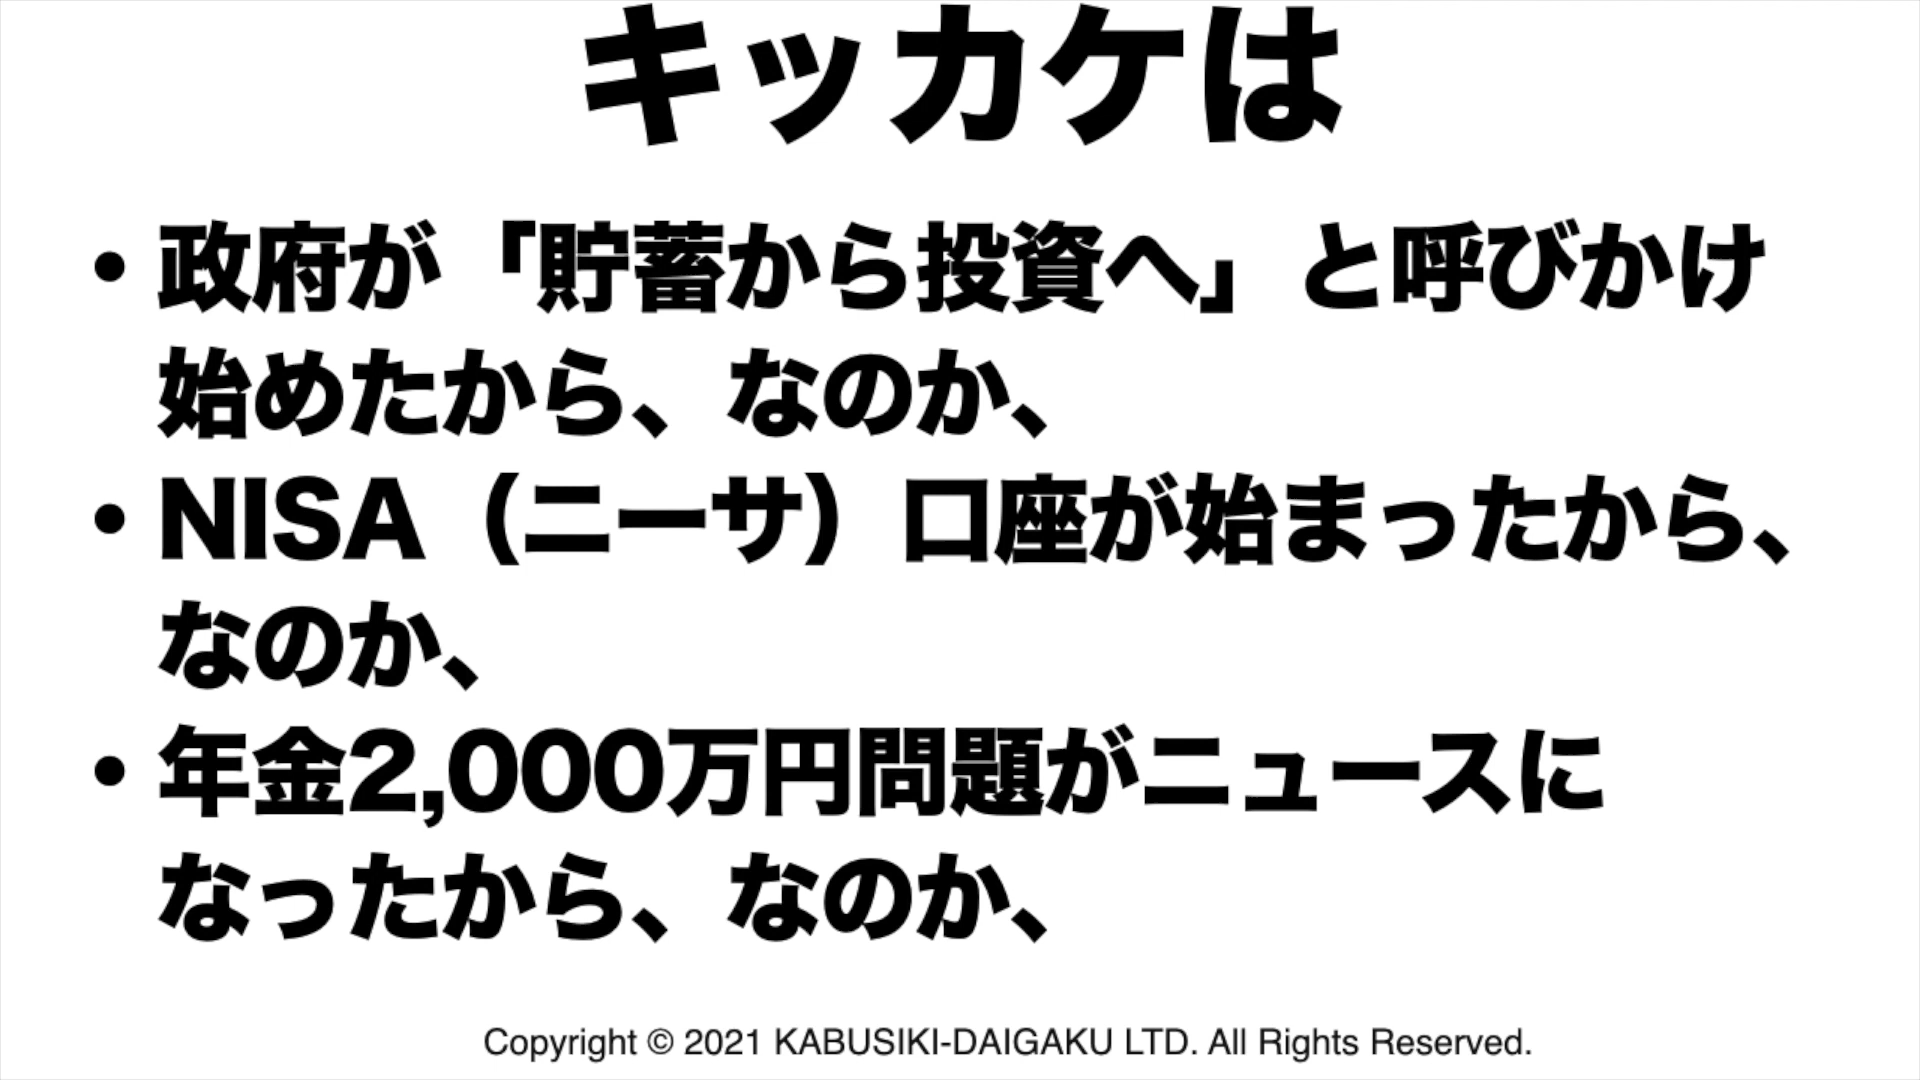 キッカケは
• 政府が「貯蓄から投資へ」と呼びかけ
始めたから、なのか、
• NISA（ニーサ）口座が始まったから、
なのか、
• 年金2,000万円問題がニュースに
なったから、なのか、
Copyright © 2021 KABUSIKI-DAIGAKU LTD. All Rights Reserved.